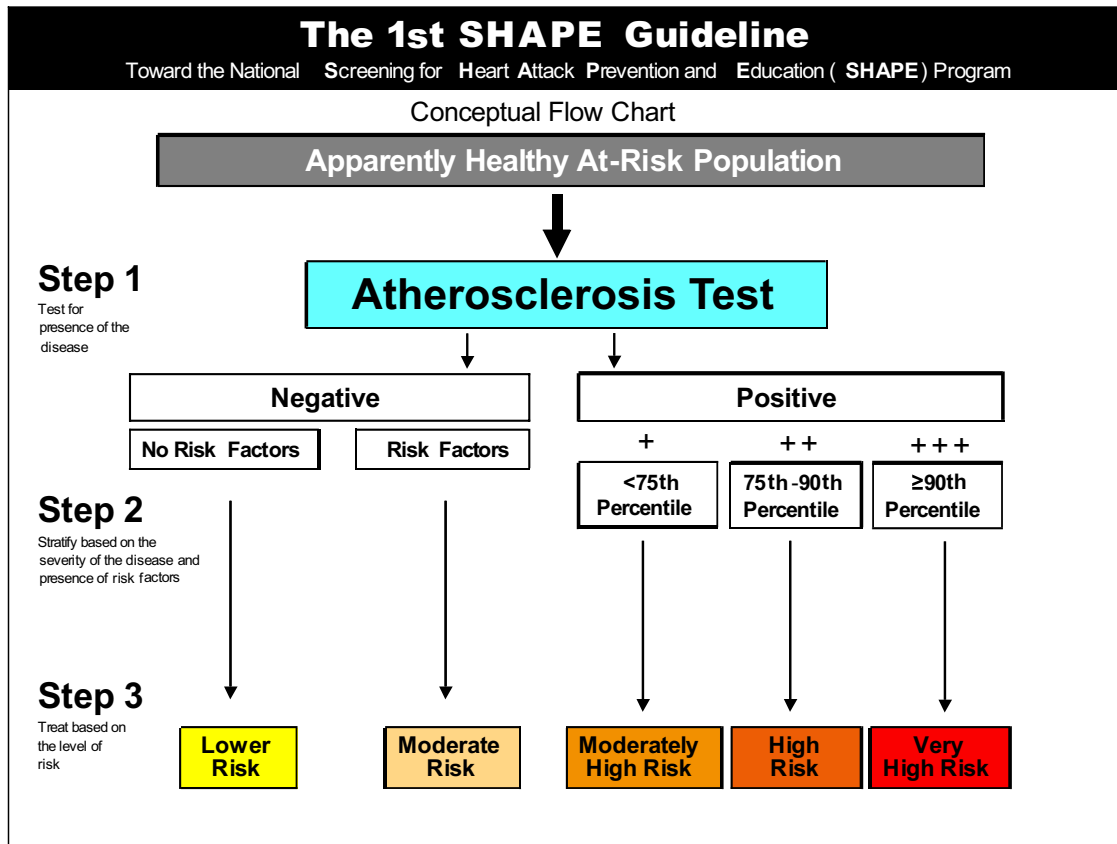 The 1st SHAPE Guideline
Toward the National Screening for Heart Attack Prevention and Education ( SHAPE) Program
Conceptual Flow Chart
Apparently Healthy At-Risk Population
Step 1
Test for
presence of the
disease
Atherosclerosis Test
Negative
Positive
No Risk Factors
Risk Factors
+
++
+++
<75th
Percentile
75th-90th
Percentile
≥90th
Percentile
Step 2
Stratify based on the
severity of the disease and
presence of risk factors
Step 3
Treat based on
the level of
risk
Lower
Risk
Moderate
Risk
Moderately
High Risk
High
Risk
Very
High Risk